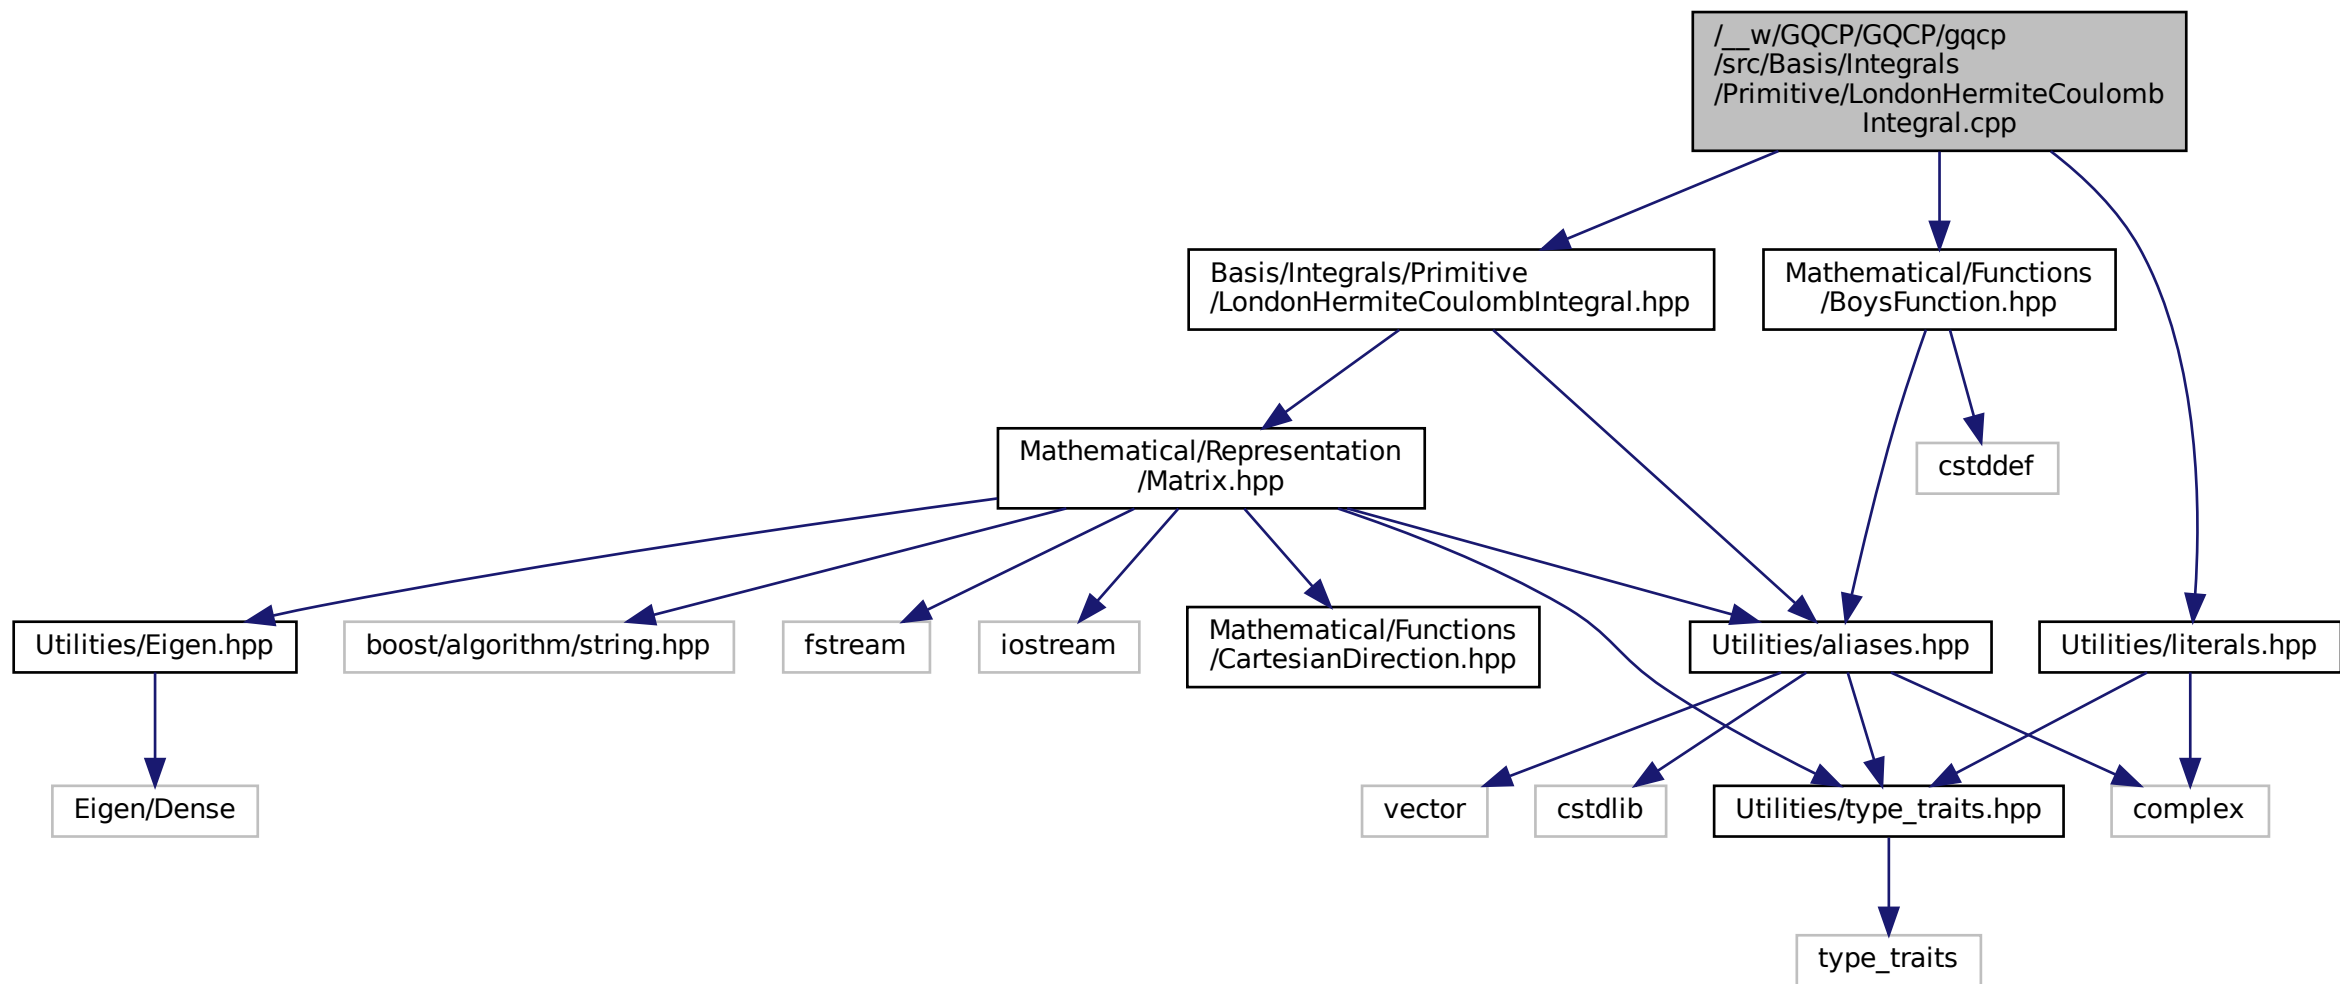 /__w/GQCP/GQCP/gqcp
/src/Basis/Integrals
/Primitive/LondonHermiteCoulomb
Integral.cpp
Basis/Integrals/Primitive
/LondonHermiteCoulombIntegral.hpp
Mathematical/Functions
/BoysFunction.hpp
Mathematical/Representation
/Matrix.hpp
cstddef
Utilities/Eigen.hpp
boost/algorithm/string.hpp
fstream
iostream
Mathematical/Functions
/CartesianDirection.hpp
Utilities/aliases.hpp
Utilities/literals.hpp
Eigen/Dense
vector
cstdlib
Utilities/type_traits.hpp
complex
type_traits